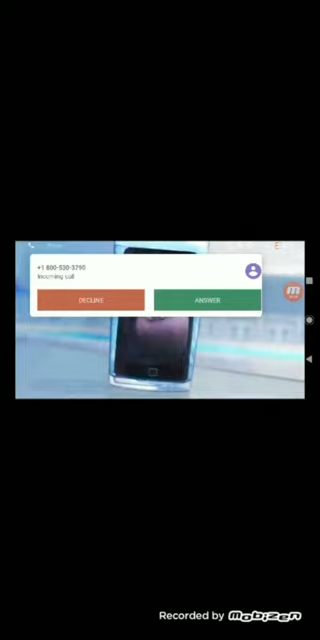 +1 800-530-3790
Incoming call
DECLINE
ANSWER
Recorded by mobizen